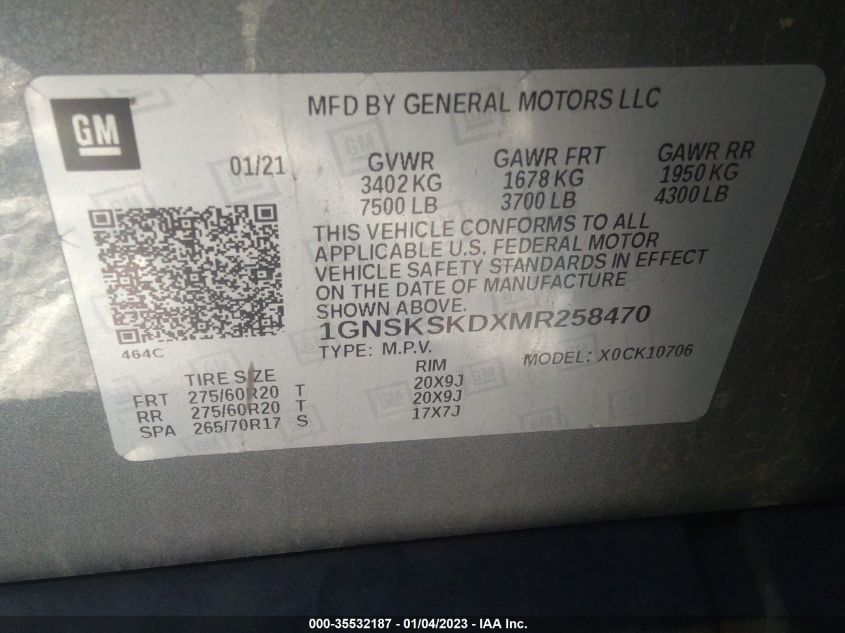 GM
MFD BY GENERAL MOTORS LLC
01/21
GVWR GAWR FRT GAWR RR
3402 KG 1678 KG 1950 KG
7500 LB 3700 LB 4300 LB
THIS VEHICLE CONFORMS TO ALL
APPLICABLE U.S. FEDERAL MOTOR
VEHICLE SAFETY STANDARDS IN EFFECT
ON THE DATE OF MANUFACTURE
SHOWN ABOVE.
1GNSKSKDXMR258470
464C
TYPE: M.P.V. MODEL: X0CK10706
TIRE SIZE RIM
FRT 275/60R20 T 20X9J
RR 275/60R20 T 20X9J
SPA 265/70R17 S 17X7J
000-35532187 - 01/04/2023 - IAA Inc.